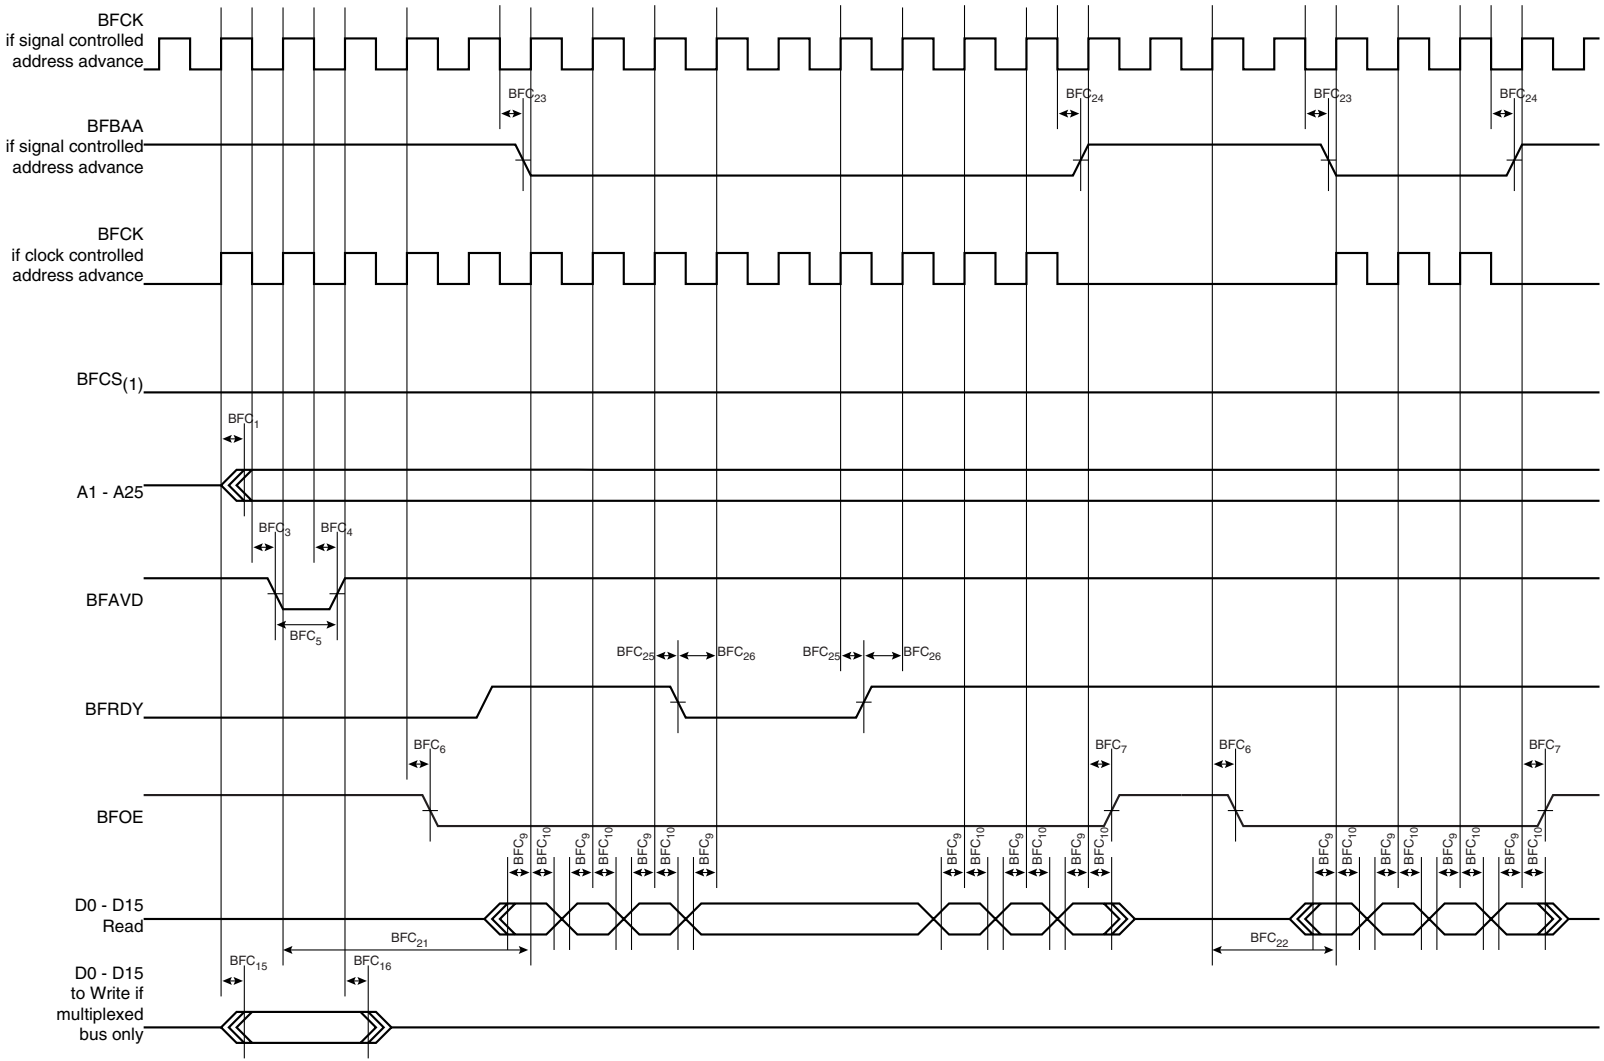 BFCK
if signal controlled
address advance
BFC23 BFC24 BFC23 BFC24
BFBAA
if signal controlled
address advance
BFCK
if clock controlled
address advance
BFCS(1)
BFC1
A1 - A25
BFC3 BFC4
BFAVD
BFC5
BFC25 BFC26 BFC25 BFC26
BFRDY
BFC6 BFC7 BFC6 BFC7
BFOE
BFC9 BFC10 BFC9 BFC10 BFC9 BFC10 BFC9 BFC9 BFC10 BFC9 BFC10 BFC9 BFC10 BFC9 BFC10 BFC9 BFC10 BFC9 BFC10 BFC9 BFC10
D0 - D15
Read
BFC21 BFC22
D0 - D15
to Write if
multiplexed
bus only
BFC15 BFC16